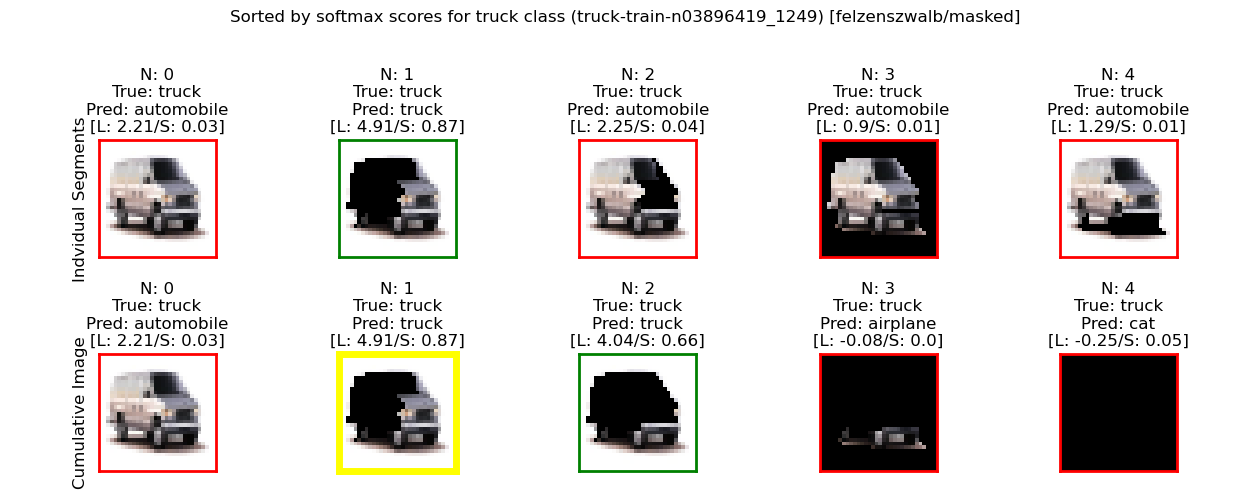 Sorted by softmax scores for truck class (truck-train-n03896419_1249) [felzenszwalb/masked]
Indvidual Segments
N: 0
True: truck
Pred: automobile
[L: 2.21/S: 0.03]
N: 1
True: truck
Pred: truck
[L: 4.91/S: 0.87]
N: 2
True: truck
Pred: automobile
[L: 2.25/S: 0.04]
N: 3
True: truck
Pred: automobile
[L: 0.9/S: 0.01]
N: 4
True: truck
Pred: automobile
[L: 1.29/S: 0.01]
Cumulative Image
N: 0
True: truck
Pred: automobile
[L: 2.21/S: 0.03]
N: 1
True: truck
Pred: truck
[L: 4.91/S: 0.87]
N: 2
True: truck
Pred: truck
[L: 4.04/S: 0.66]
N: 3
True: truck
Pred: airplane
[L: -0.08/S: 0.0]
N: 4
True: truck
Pred: cat
[L: -0.25/S: 0.05]